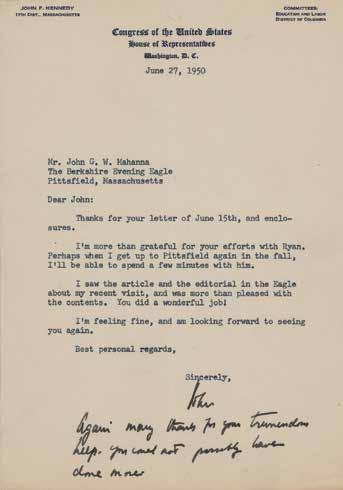 JOHN F. KENNEDY
11TH DIST., MASSACHUSETTS
COMMITTEES:
EDUCATION AND LABOR
DISTRICT OF COLUMBIA
Congress of the United States
House of Representatives
Washington, D. C.
June 27, 1950
Mr. John G. W. Mahanna
The Berkshire Evening Eagle
Pittsfield, Massachusetts
Dear John:
Thanks for your letter of June 15th, and enclo-
sures.
I'm more than grateful for your efforts with Ryan.
Perhaps when I get up to Pittsfield again in the fall,
I'll be able to spend a few minutes with him.
I saw the article and the editorial in the Eagle
about my recent visit, and was more than pleased with
the contents. You did a wonderful job!
I'm feeling fine, and am looking forward to seeing
you again.
Best personal regards,
Sincerely,
John
Again many thanks for your tremendous
help. you could not possibly have
done more